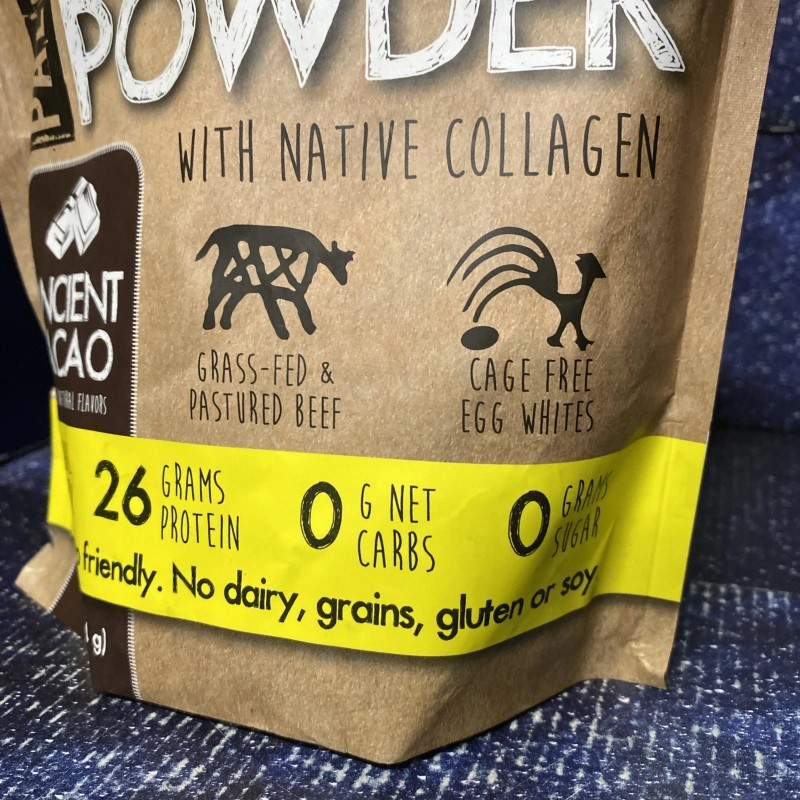 POWDER
WITH NATIVE COLLAGEN
NCIENT
CAO
FLAVORS
GRASS-FED &
PASTURED BEEF
CAGE FREE
EGG WHITES
26 GRAMS
PROTEIN
0 G NET
CARBS
0 GRAMS
SUGAR
friendly. No dairy, grains, gluten or soy
g)